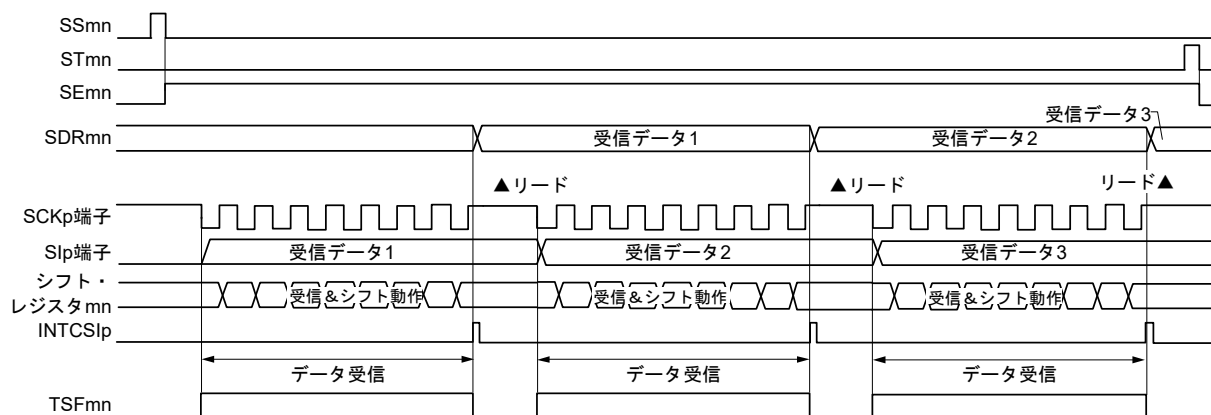 SSmn
STmn
SEmn
受信データ3
SDRmn
受信データ1
受信データ2
▲リード
▲リード
リード▲
SCKp端子
SIp端子
受信データ1
受信データ2
受信データ3
シフト・
レジスタmn
受信&シフト動作
受信&シフト動作
受信&シフト動作
INTCSIp
データ受信
データ受信
データ受信
TSFmn